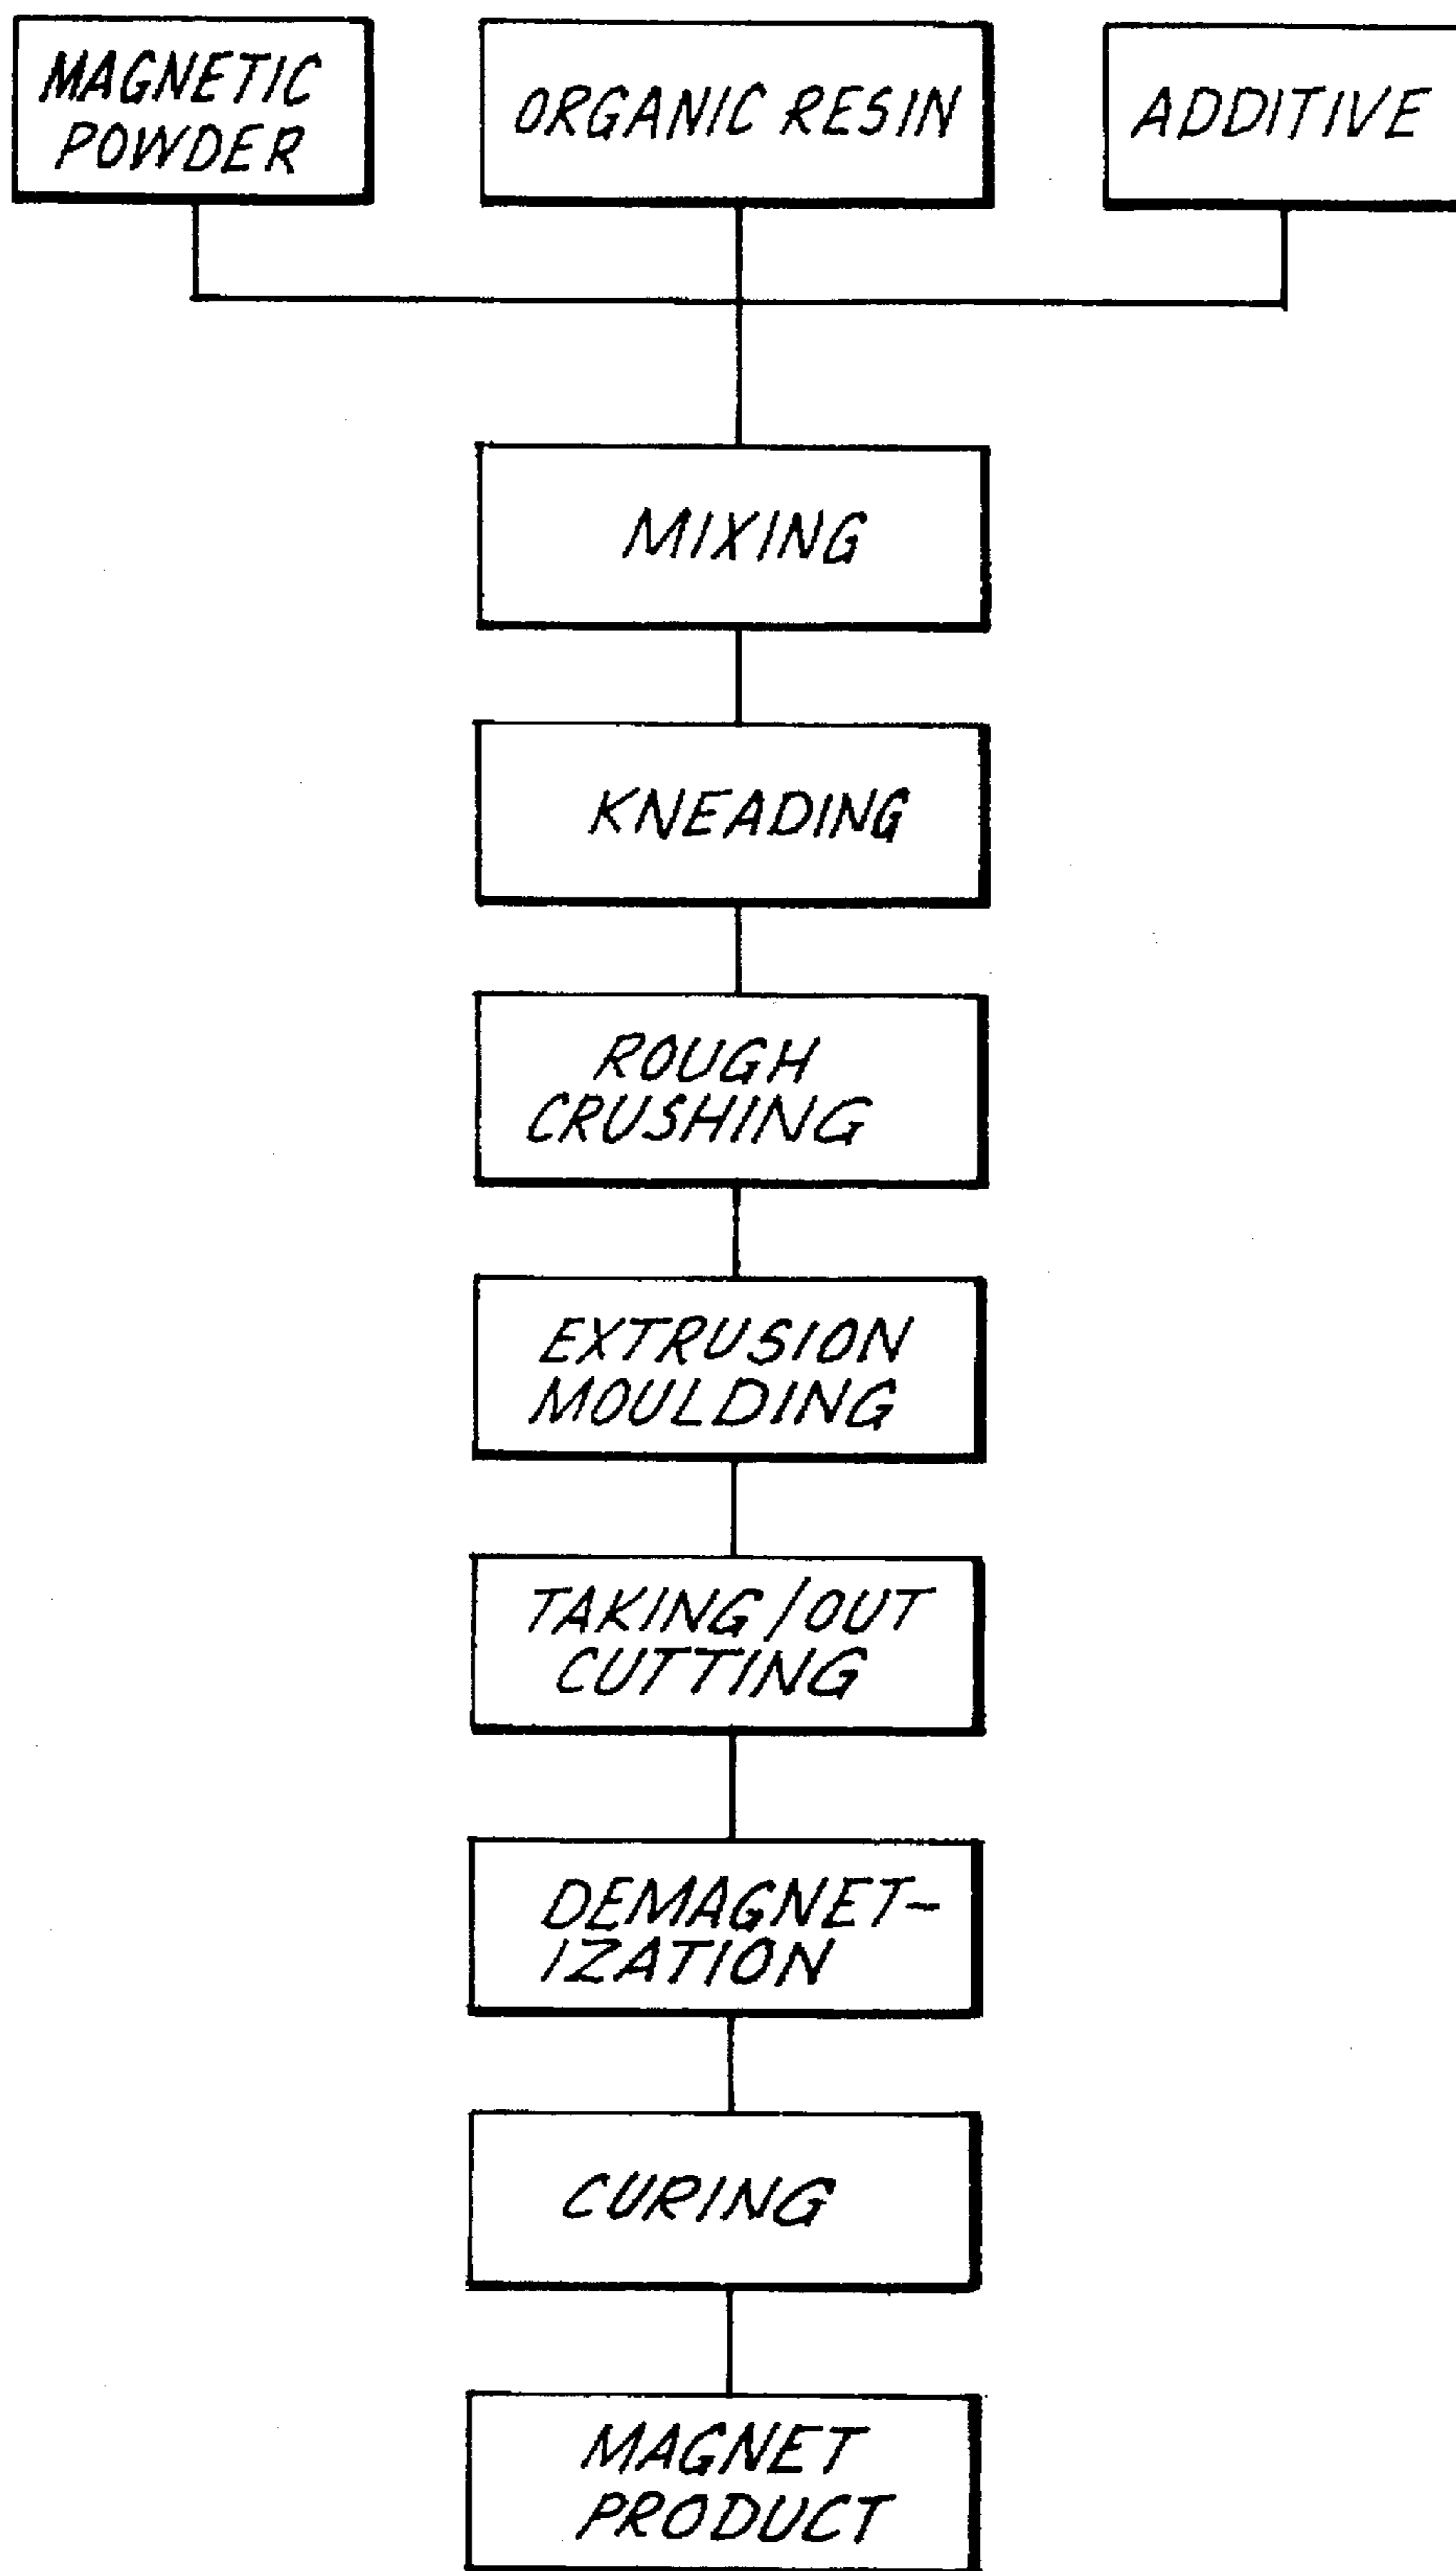 MAGNETIC
POWDER
ORGANIC RESIN
ADDITIVE
MIXING
KNEADING
ROUGH
CRUSHING
EXTRUSION
MOULDING
TAKING/OUT
CUTTING
DEMAGNET-
IZATION
CURING
MAGNET
PRODUCT